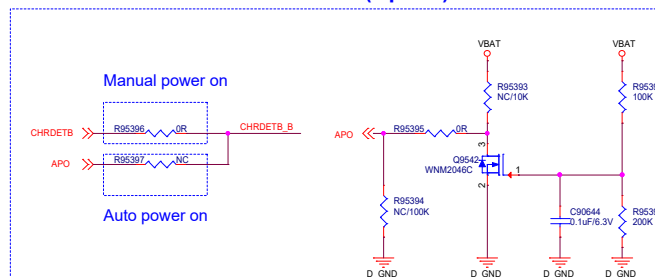 VBAT
VBAT
Manual power on
R95393
NC/10K
100K
CHRDETB
R95396
0R
CHRDETB_B
APO
R95395
0R
APO
R95397
NC
3
Q9542
WNM2046C
1
2
Auto power on
R95394
NC/100K
C90644
0.1uF/6.3V
200K
D_GND
D_GND
D_GND
D_GND